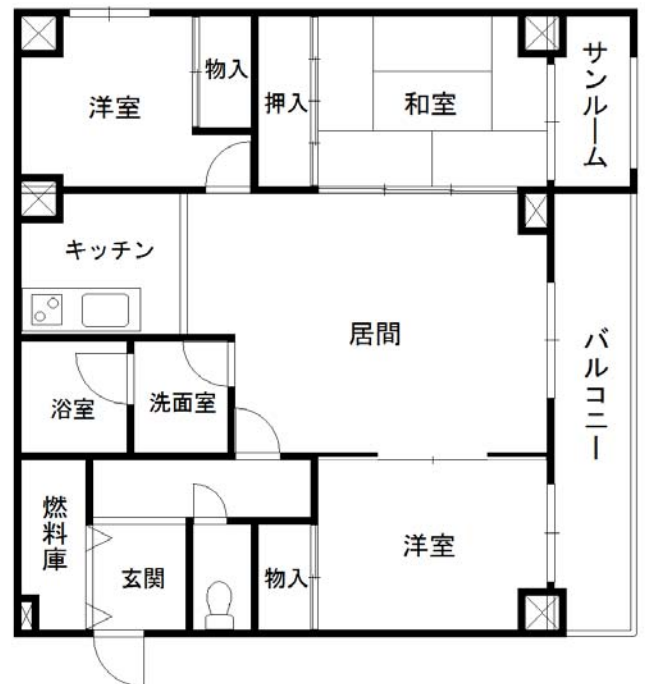 洋室
物入
押入
和室
サンルーム
キッチン
居間
バルコニー
浴室
洗面室
燃料庫
玄関
物入
洋室